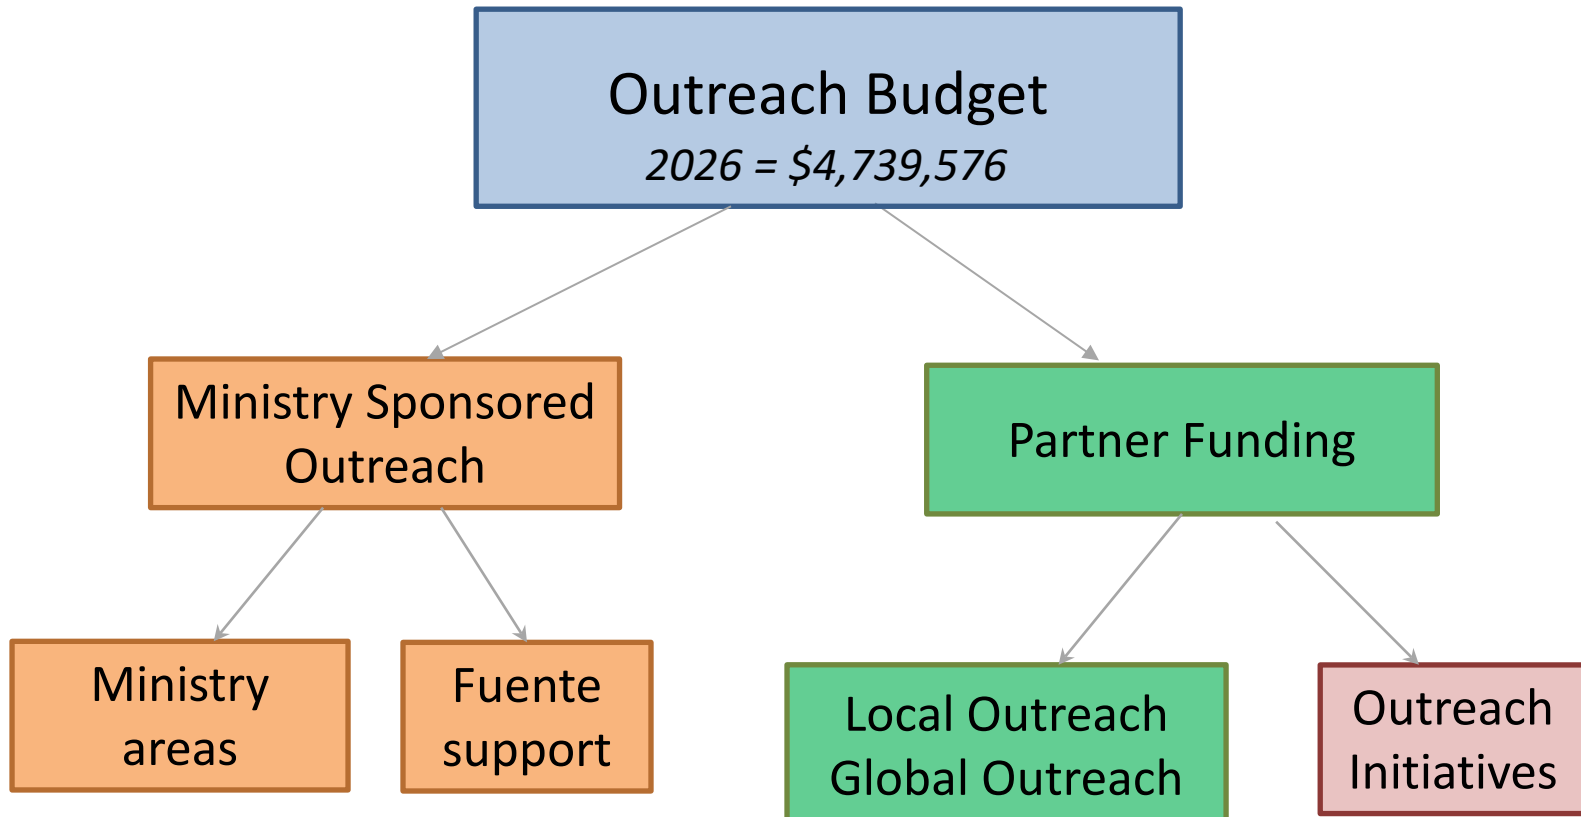 Outreach Budget
2026 = $4,739,576
Ministry Sponsored
Outreach
Partner Funding
Ministry
areas
Fuente
support
Local Outreach
Global Outreach
Outreach
Initiatives